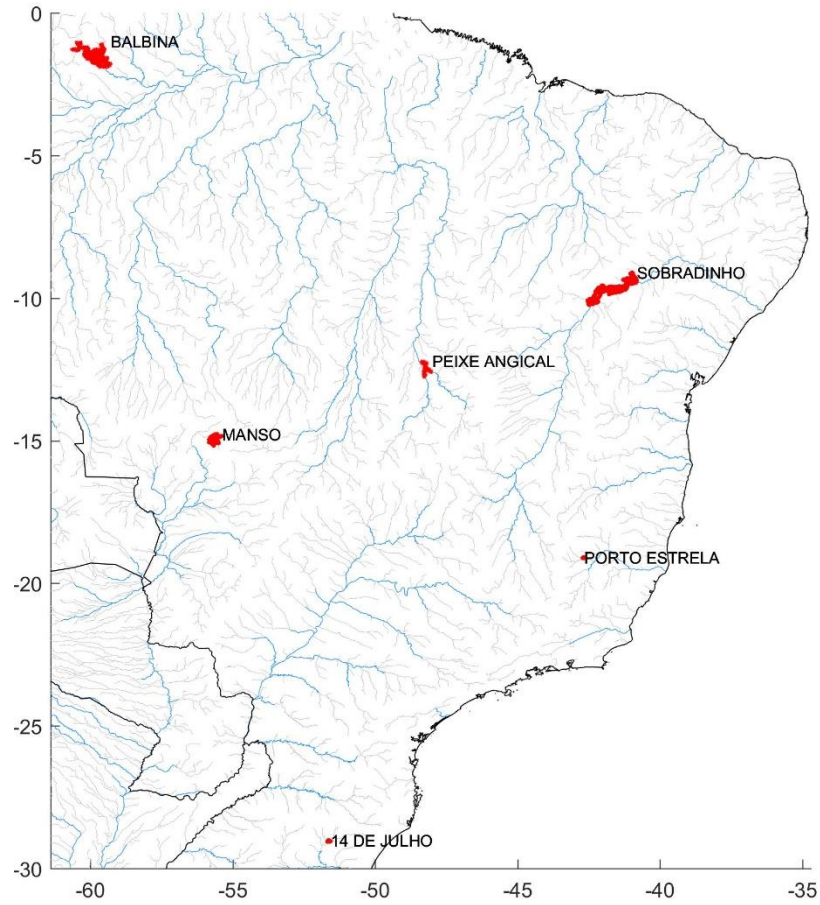 0
BALBINA
-5
SOBRADINHO
-10
PEIXE ANGICAL
MANSO
-15
PORTO ESTRELA
-20
-25
14 DE JULHO
-30
-60 -55 -50 -45 -40 -35